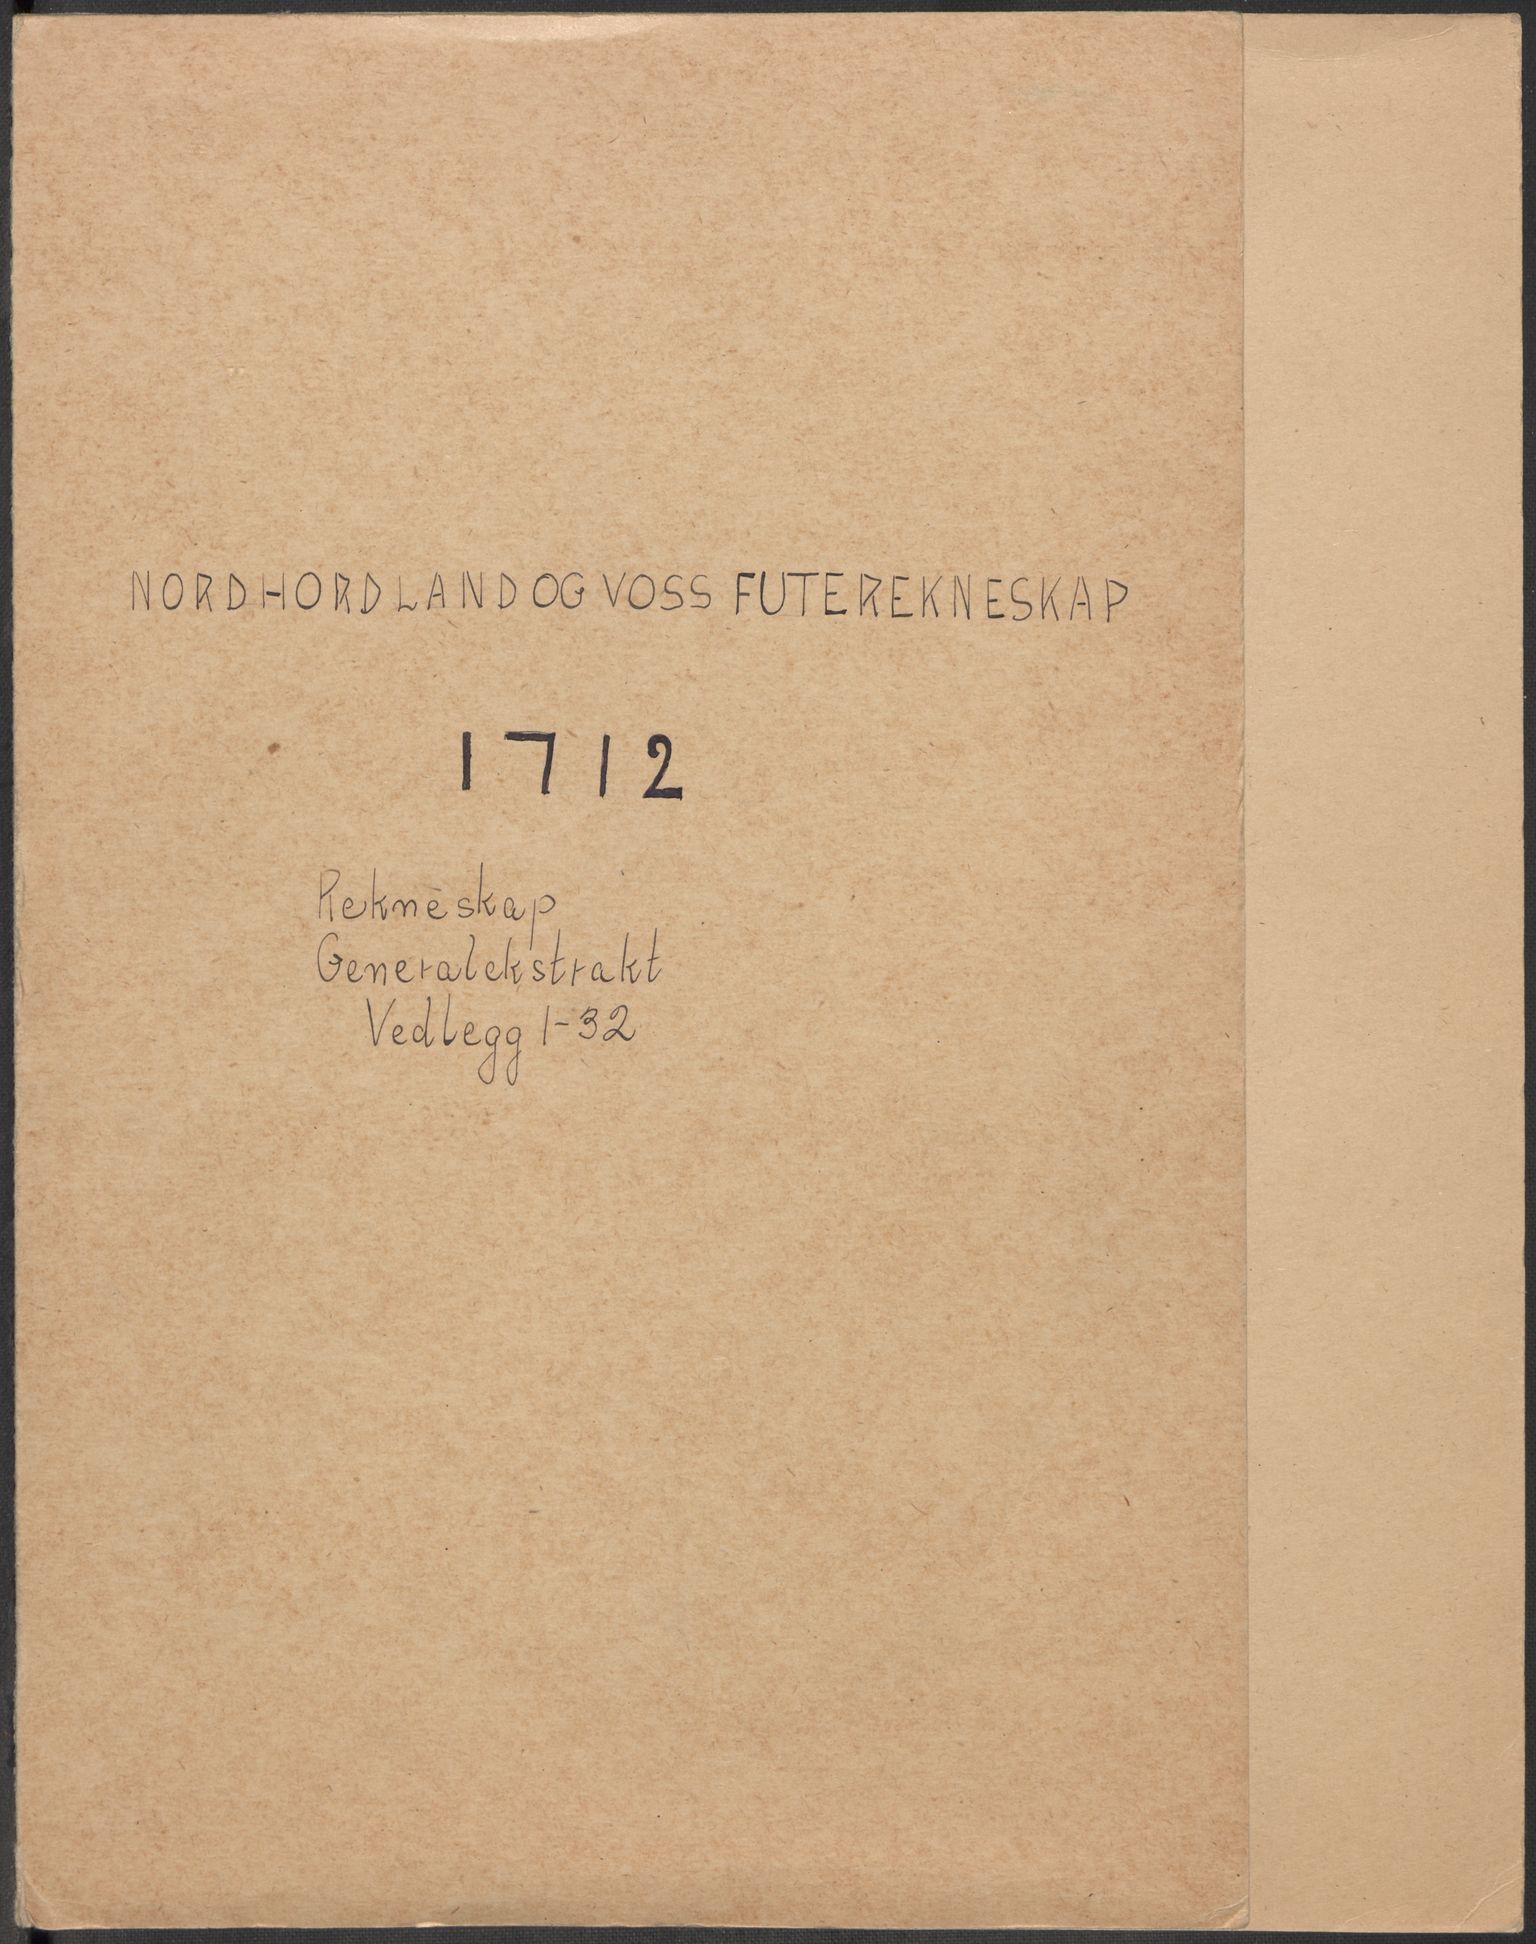 NORDHORDLAND OG VOSS FUTEREKNESKAP
1712
Rekneskap
Generalekstrakt
Vedlegg 1-32